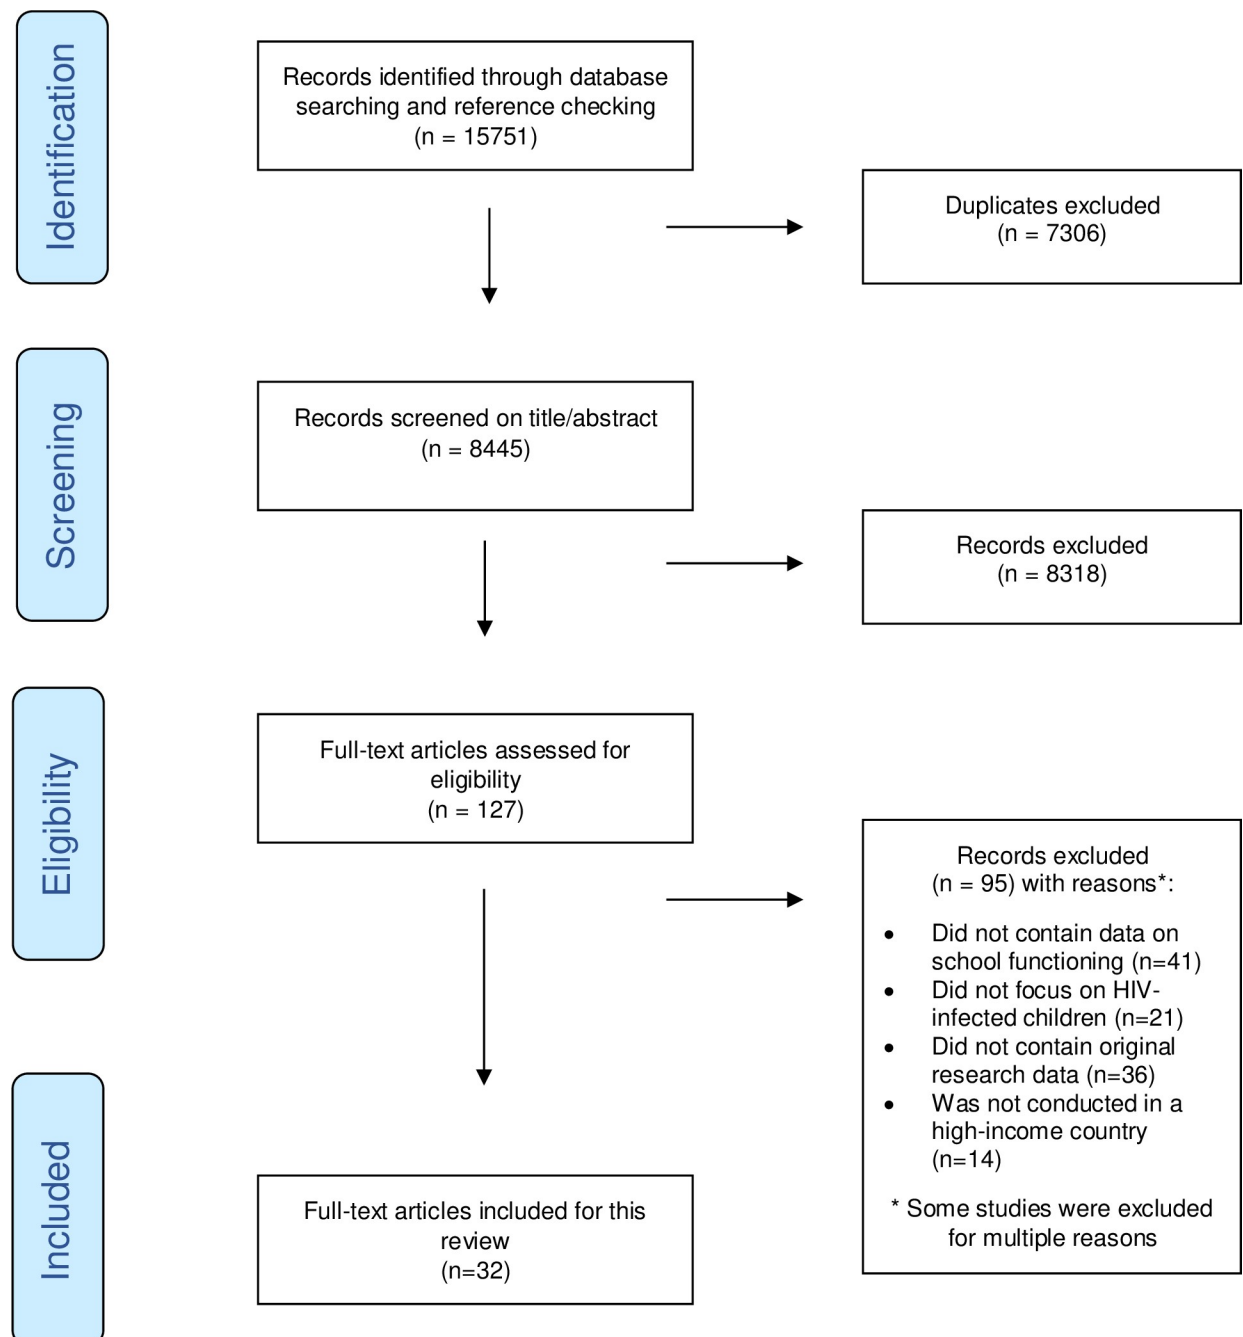 Identification
Records identified through database
searching and reference checking
(n = 15751)
Duplicates excluded
(n = 7306)
Screening
Records screened on title/abstract
(n = 8445)
Records excluded
(n = 8318)
Eligibility
Full-text articles assessed for
eligibility
(n = 127)
Records excluded
(n = 95) with reasons*:
• Did not contain data on
school functioning (n=41)
• Did not focus on HIV-
infected children (n=21)
• Did not contain original
research data (n=36)
• Was not conducted in a
high-income country
(n=14)
* Some studies were excluded
for multiple reasons
Included
Full-text articles included for this
review
(n=32)